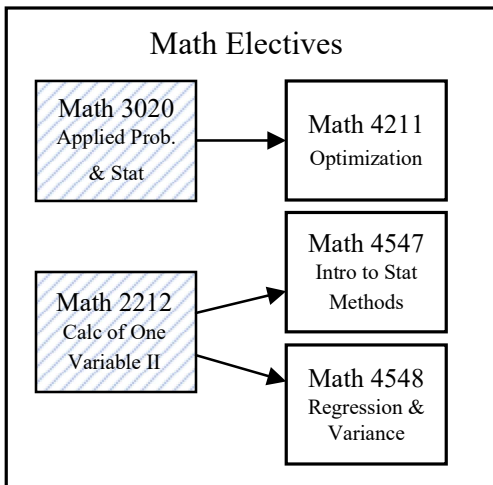 Math Electives
Math 3020
Applied Prob.
& Stat
Math 4211
Optimization
Math 2212
Calc of One
Variable II
Math 4547
Intro to Stat
Methods
Math 4548
Regression &
Variance